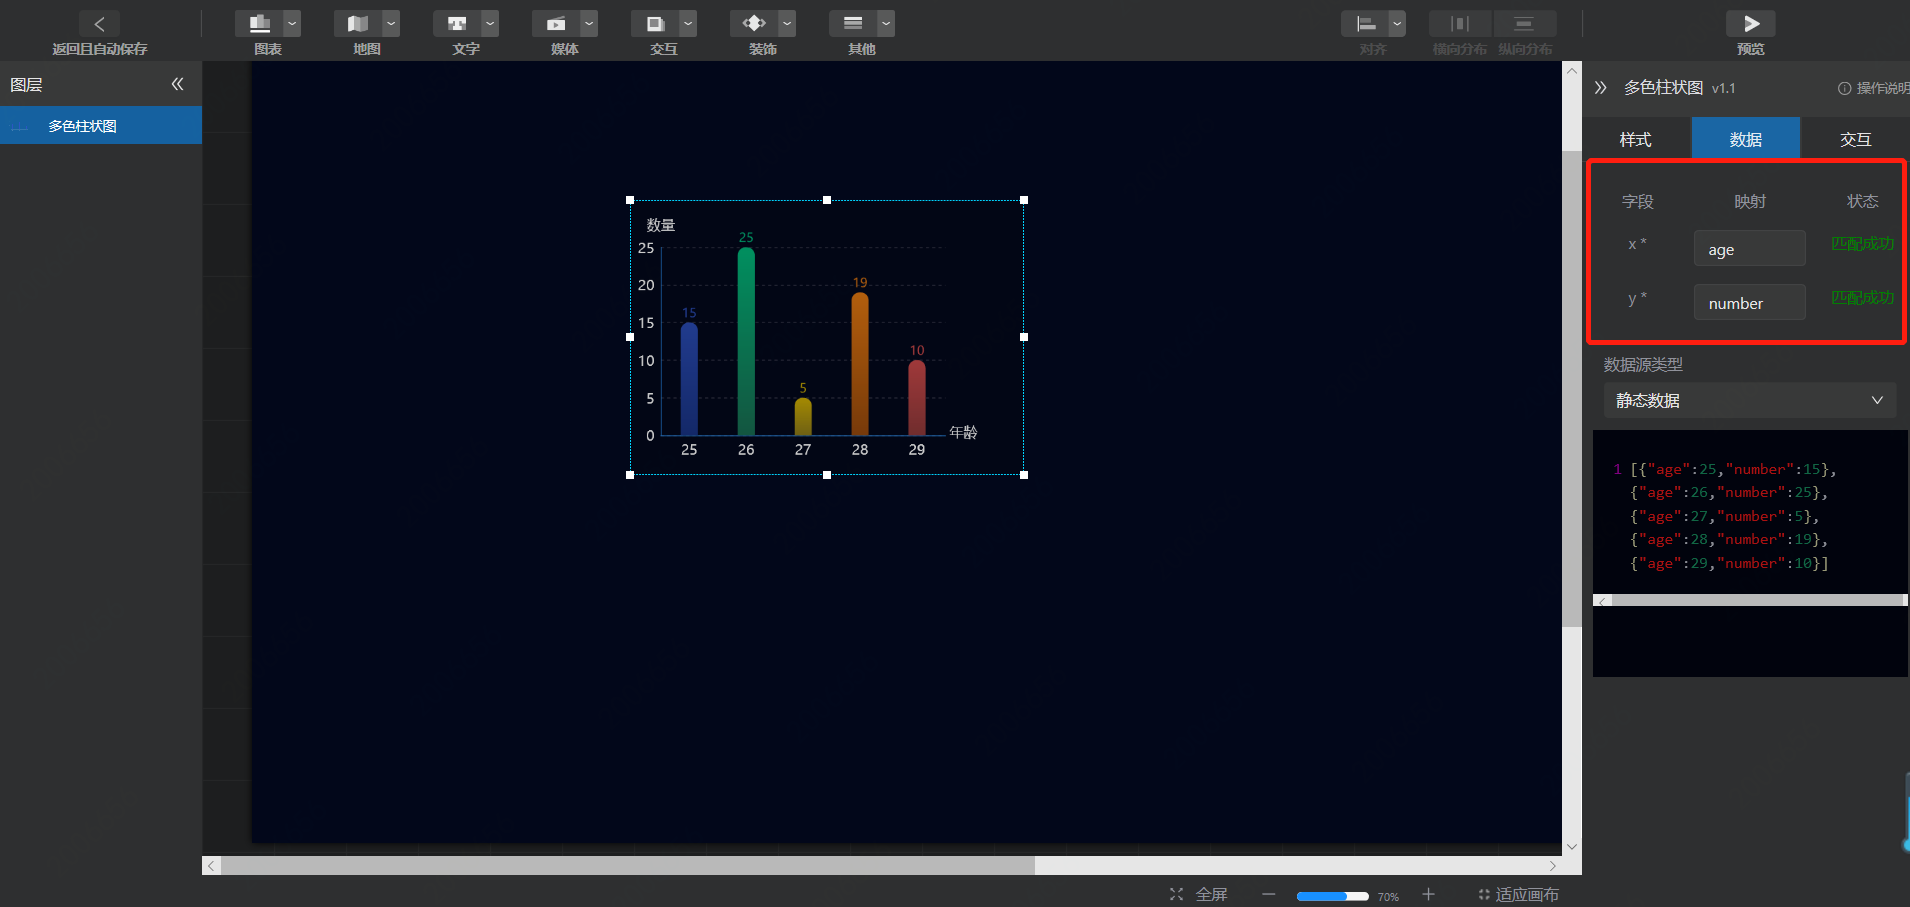 返回且自动保存
图表
地图
文字
媒体
交互
装饰
其他
对齐
横向分布
纵向分布
预览
图层
多色柱状图
数量
25
20
15
10
5
0
15
25
5
19
10
25
26
27
28
29
年龄
多色柱状图 v1.1
操作说明
样式
数据
交互
字段 映射 状态
x * age 匹配成功
y * number 匹配成功
数据源类型
静态数据
1 [{"age":25,"number":15},
{"age":26,"number":25},
{"age":27,"number":5},
{"age":28,"number":19},
{"age":29,"number":10}]
全屏
70%
适应画布